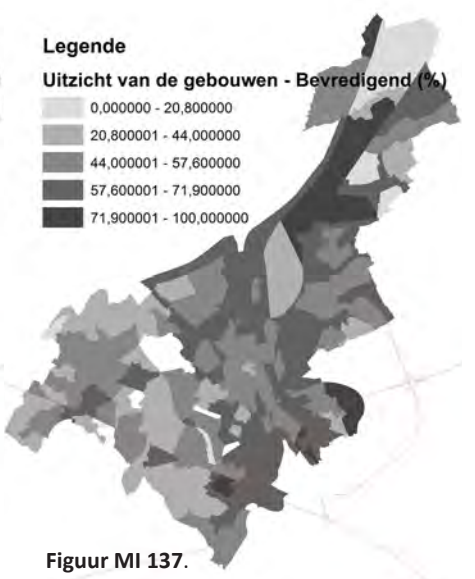 Legende
Uitzicht van de gebouwen - Bevredigend (%)
0,000000 - 20,800000
20,800001 - 44,000000
44,000001 - 57,600000
57,600001 - 71,900000
71,900001 - 100,000000
Figuur MI 137.